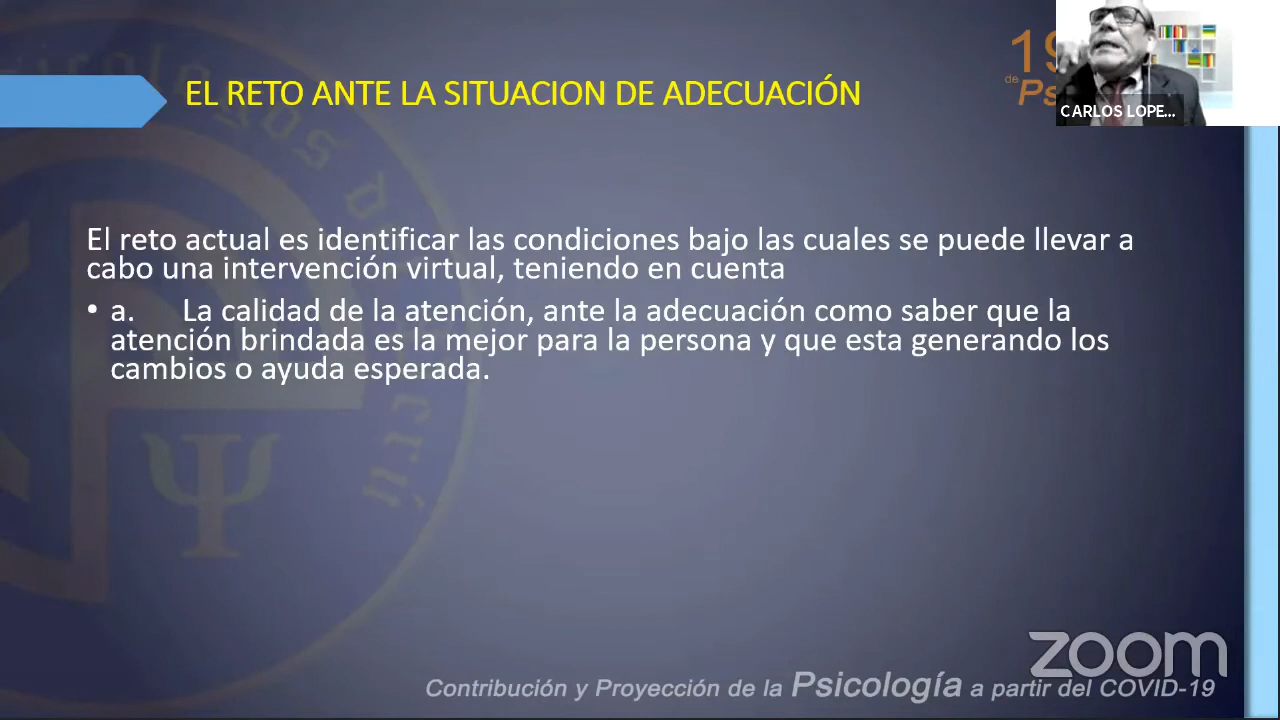 EL RETO ANTE LA SITUACION DE ADECUACIÓN
19
de
Ps
CARLOS LOPE...
El reto actual es identificar las condiciones bajo las cuales se puede llevar a
cabo una intervención virtual, teniendo en cuenta
• a. La calidad de la atención, ante la adecuación como saber que la
atención brindada es la mejor para la persona y que esta generando los
cambios o ayuda esperada.
Ψ
zoom
Contribución y Proyección de la Psicología a partir del COVID-19